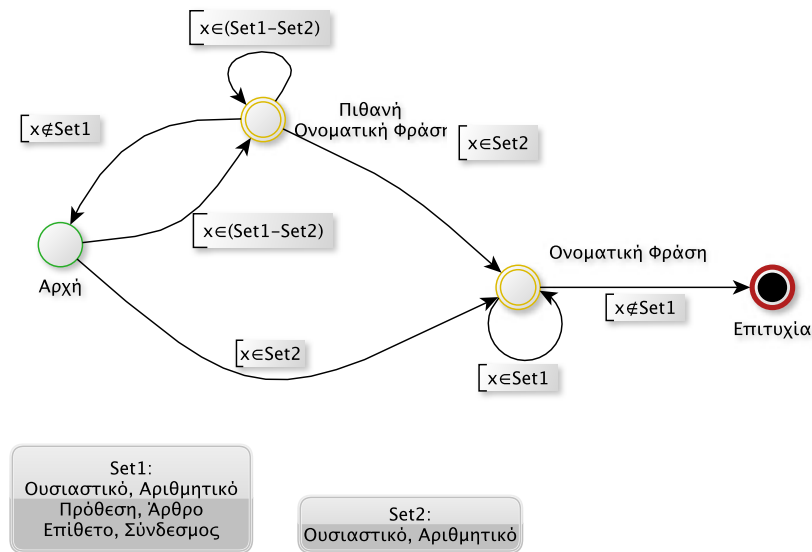 x∈(Set1-Set2)
x∉Set1
Πιθανή
Ονοματική Φράση
x∈Set2
x∈(Set1-Set2)
Αρχή
Ονοματική Φράση
x∉Set1
Επιτυχία
x∈Set2
x∈Set1
Set1:
Ουσιαστικό, Αριθμητικό
Πρόθεση, Άρθρο
Επίθετο, Σύνδεσμος
Set2:
Ουσιαστικό, Αριθμητικό